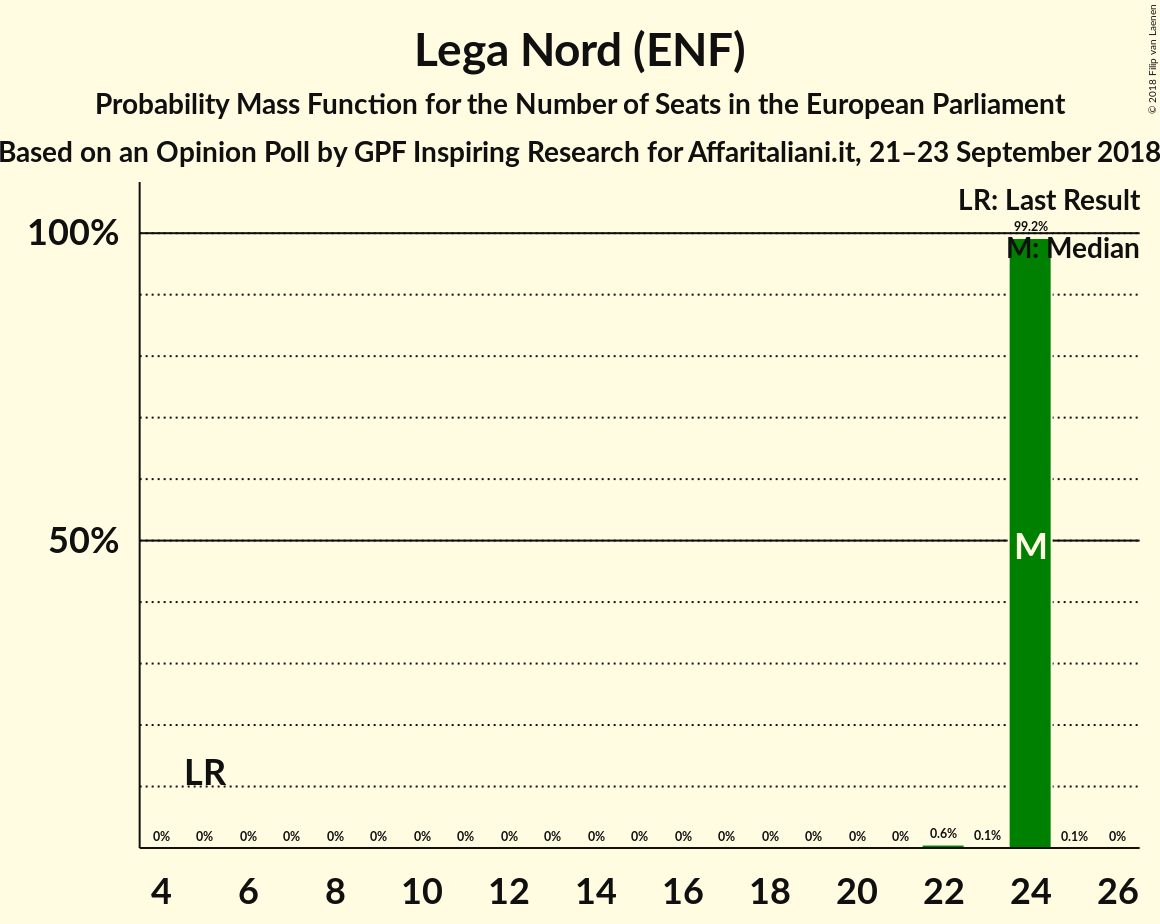 Lega Nord (ENF)
Probability Mass Function for the Number of Seats in the European Parliament
Based on an Opinion Poll by GPF Inspiring Research for Affaritaliani.it, 21–23 September 2018
© 2018 Filip van Laenen
LR: Last Result
M: Median
100%
50%
99.2%
M
LR
0% 0% 0% 0% 0% 0% 0% 0% 0% 0% 0% 0% 0% 0% 0% 0% 0% 0% 0.6% 0.1% 0.1% 0%
4 6 8 10 12 14 16 18 20 22 24 26